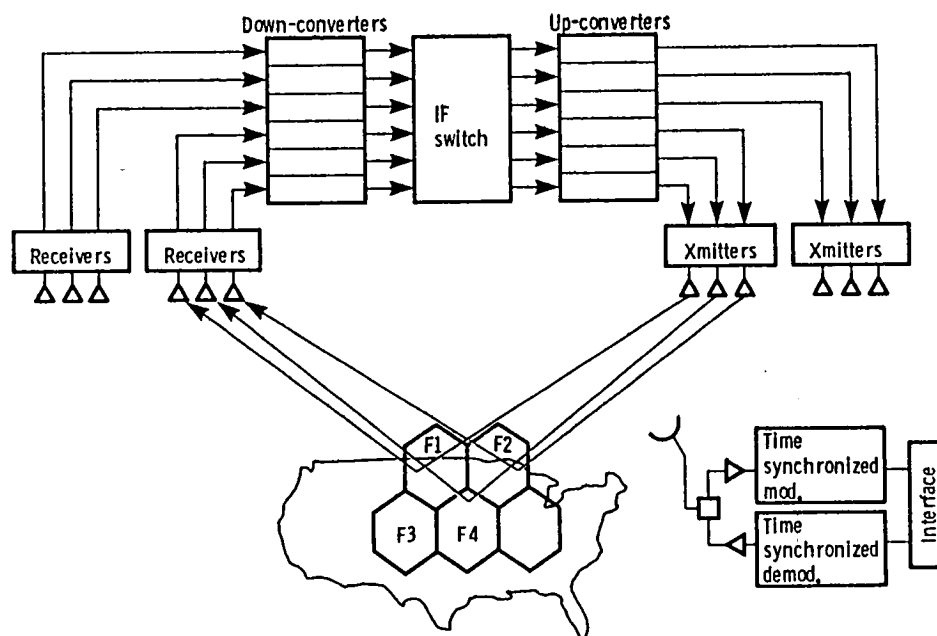 Down-converters
Up-converters
IF
switch
Receivers
Receivers
Xmitters
Xmitters
F1
F2
F3
F4
Time
synchronized
mod.
Time
synchronized
demod.
Interface